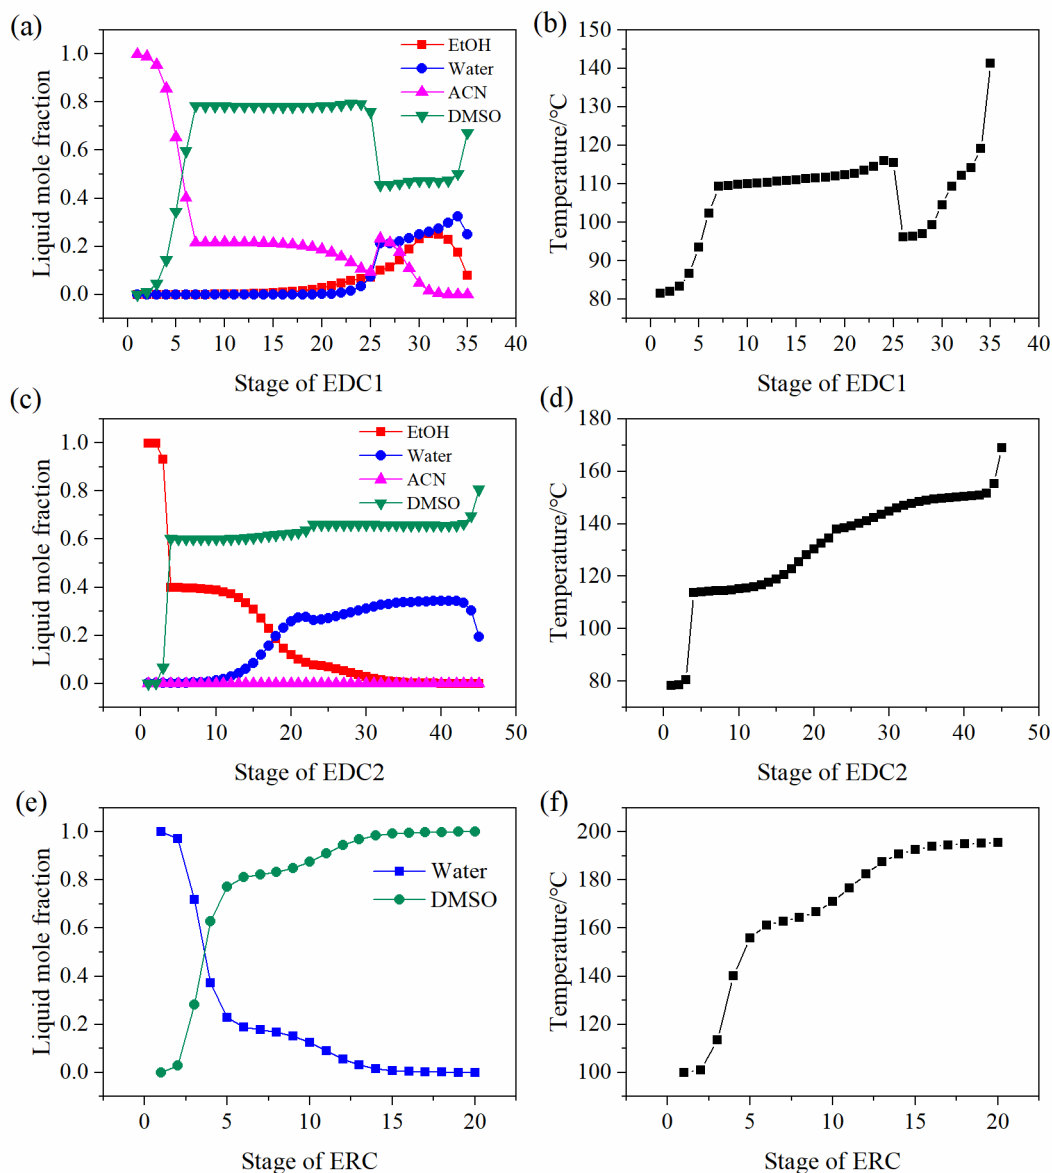 (a)
EtOH
Water
ACN
DMSO
Liquid mole fraction
1.0
0.8
0.6
0.4
0.2
0.0
0 5 10 15 20 25 30 35 40
Stage of EDC1
(b)
Temperature/°C
150
140
130
120
110
100
90
80
0 5 10 15 20 25 30 35 40
Stage of EDC1
(c)
EtOH
Water
ACN
DMSO
Liquid mole fraction
1.0
0.8
0.6
0.4
0.2
0.0
0 10 20 30 40 50
Stage of EDC2
(d)
Temperature/°C
180
160
140
120
100
80
0 10 20 30 40 50
Stage of EDC2
(e)
Water
DMSO
Liquid mole fraction
1.0
0.8
0.6
0.4
0.2
0.0
0 5 10 15 20
Stage of ERC
(f)
Temperature/°C
200
180
160
140
120
100
0 5 10 15 20
Stage of ERC